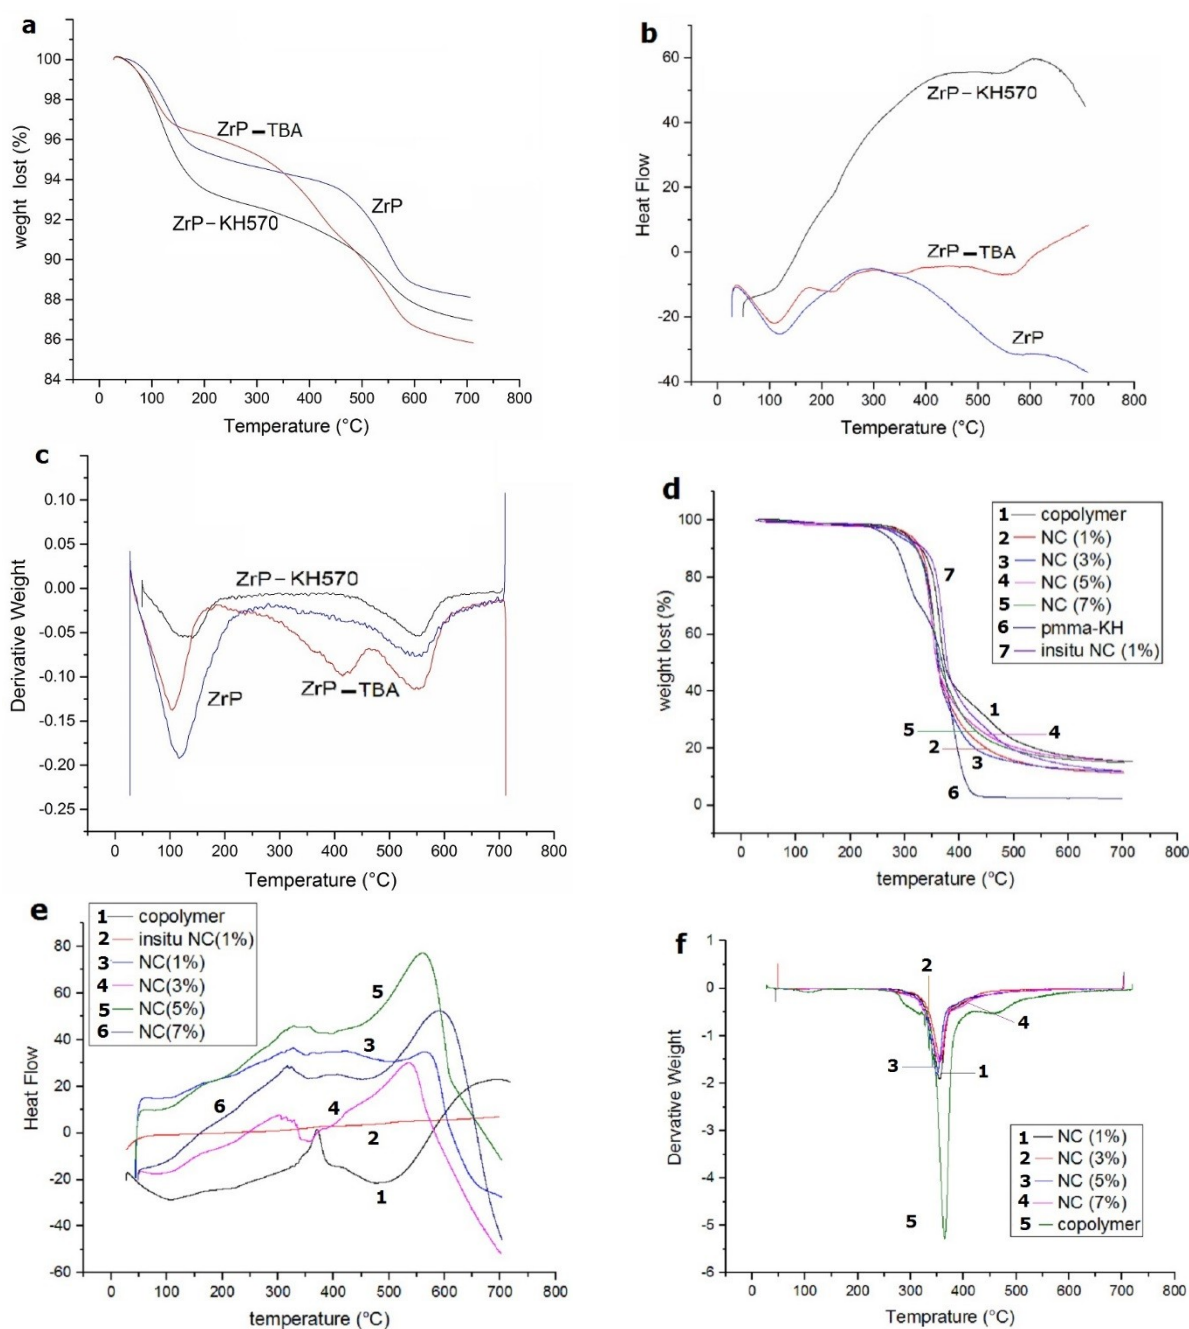 a
100
98
96
94
92
90
88
86
84
weght lost (%)
ZrP–TBA
ZrP
ZrP–KH570
0 100 200 300 400 500 600 700 800
Temperature (°C)
b
60
40
20
0
-20
-40
Heat Flow
ZrP–KH570
ZrP–TBA
ZrP
0 100 200 300 400 500 600 700 800
Temperature (°C)
c
0.10
0.05
0.00
-0.05
-0.10
-0.15
-0.20
-0.25
Derivative Weight
ZrP–KH570
ZrP–TBA
ZrP
0 100 200 300 400 500 600 700 800
Temperature (°C)
d
100
80
60
40
20
0
weight lost (%)
1 copolymer
2 NC (1%)
3 NC (3%)
4 NC (5%)
5 NC (7%)
6 pmma-KH
7 insitu NC (1%)
7
1
5
4
2
3
6
0 100 200 300 400 500 600 700 800
temperature (°C)
e
1 copolymer
2 insitu NC(1%)
3 NC(1%)
4 NC(3%)
5 NC(5%)
6 NC(7%)
80
60
40
20
0
-20
-40
-60
Heat Flow
5
3
6
4
2
1
0 100 200 300 400 500 600 700 800
temperature (°C)
f
1
0
-1
-2
-3
-4
-5
-6
Dervative Weight
2
4
3
1
5
1 NC (1%)
2 NC (3%)
3 NC (5%)
4 NC (7%)
5 copolymer
0 100 200 300 400 500 600 700 800
Temprature (°C)